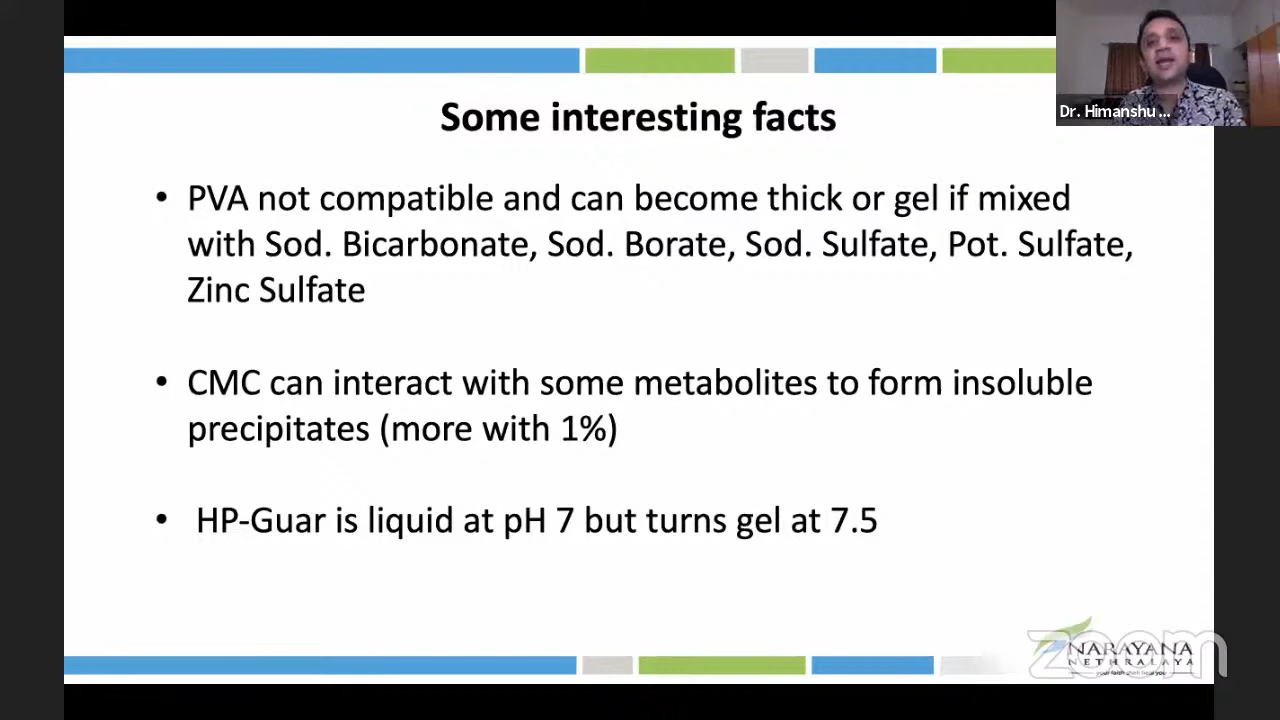 Some interesting facts
Dr. Himanshu ...
• PVA not compatible and can become thick or gel if mixed
with Sod. Bicarbonate, Sod. Borate, Sod. Sulfate, Pot. Sulfate,
Zinc Sulfate
• CMC can interact with some metabolites to form insoluble
precipitates (more with 1%)
• HP-Guar is liquid at pH 7 but turns gel at 7.5
zoom
NARAYANA
NETHRALAYA